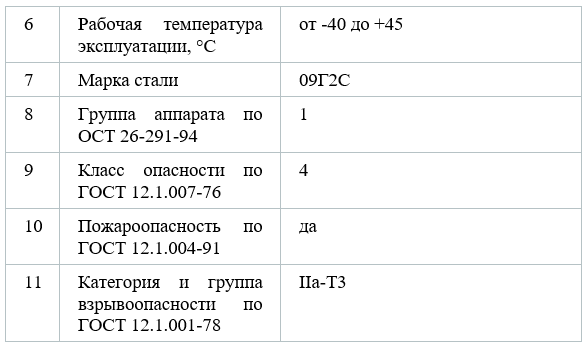 6 Рабочая температура от -40 до +45
эксплуатации, °С
7 Марка стали 09Г2С
8 Группа аппарата по 1
ОСТ 26-291-94
9 Класс опасности по 4
ГОСТ 12.1.007-76
10 Пожароопасность по да
ГОСТ 12.1.004-91
11 Категория и группа IIа-Т3
взрывоопасности по
ГОСТ 12.1.001-78